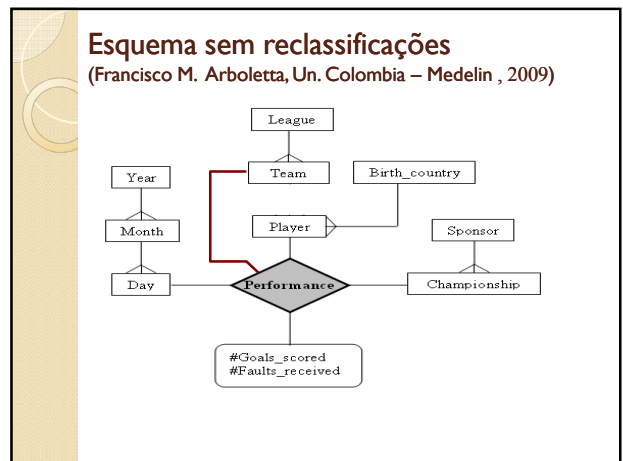 Esquema sem reclassificações
(Francisco M. Arboletta, Un. Colombia – Medelin , 2009)
League
Team
Year
Birth_country
Month
Player
Sponsor
Day
Performance
Championship
#Goals_scored
#Faults_received